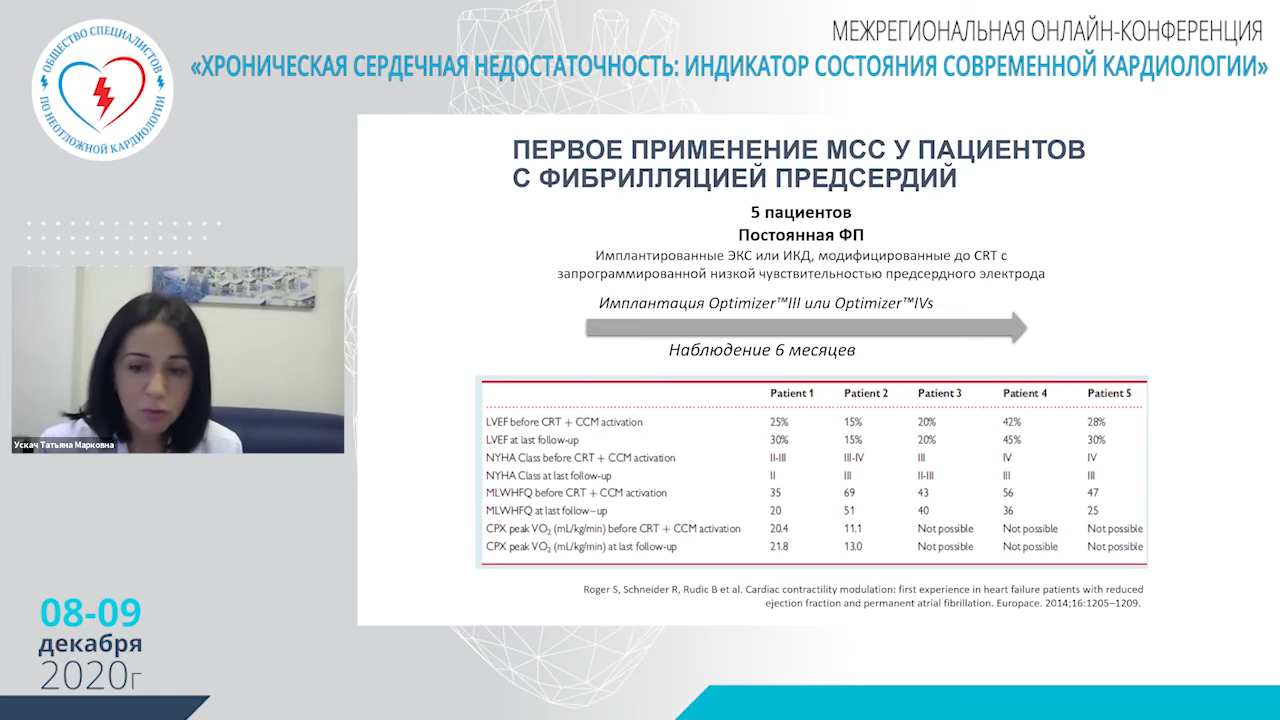 МЕЖРЕГИОНАЛЬНАЯ ОНЛАЙН-КОНФЕРЕНЦИЯ
«ХРОНИЧЕСКАЯ СЕРДЕЧНАЯ НЕДОСТАТОЧНОСТЬ: ИНДИКАТОР СОСТОЯНИЯ СОВРЕМЕННОЙ КАРДИОЛОГИИ»
ОБЩЕСТВО СПЕЦИАЛИСТОВ
ПО НЕОТЛОЖНОЙ КАРДИОЛОГИИ
ПЕРВОЕ ПРИМЕНЕНИЕ МСС У ПАЦИЕНТОВ
С ФИБРИЛЛЯЦИЕЙ ПРЕДСЕРДИЙ
5 пациентов
Постоянная ФП
Имплантированные ЭКС или ИКД, модифицированные до CRT с
запрограммированной низкой чувствительностью предсердного электрода
Имплантация Optimizer™III или Optimizer™IVs
Наблюдение 6 месяцев
Patient 1 Patient 2 Patient 3 Patient 4 Patient 5
LVEF before CRT + CCM activation 25% 15% 20% 42% 28%
LVEF at last follow-up 30% 15% 20% 45% 30%
NYHA Class before CRT + CCM activation II-III III-IV III IV IV
NYHA Class at last follow-up II III II-III III III
MLWHFQ before CRT + CCM activation 35 69 43 56 47
MLWHFQ at last follow–up 20 51 40 36 25
CPX peak VO₂ (mL/kg/min) before CRT + CCM activation 20.4 11.1 Not possible Not possible Not possible
CPX peak VO₂ (mL/kg/min) at last follow-up 21.8 13.0 Not possible Not possible Not possible
Roger S, Schneider R, Rudic B et al. Cardiac contractility modulation: first experience in heart failure patients with reduced
ejection fraction and permanent atrial fibrillation. Europace. 2014;16:1205–1209.
Ускач Татьяна Марковна
08-09
декабря
2020г